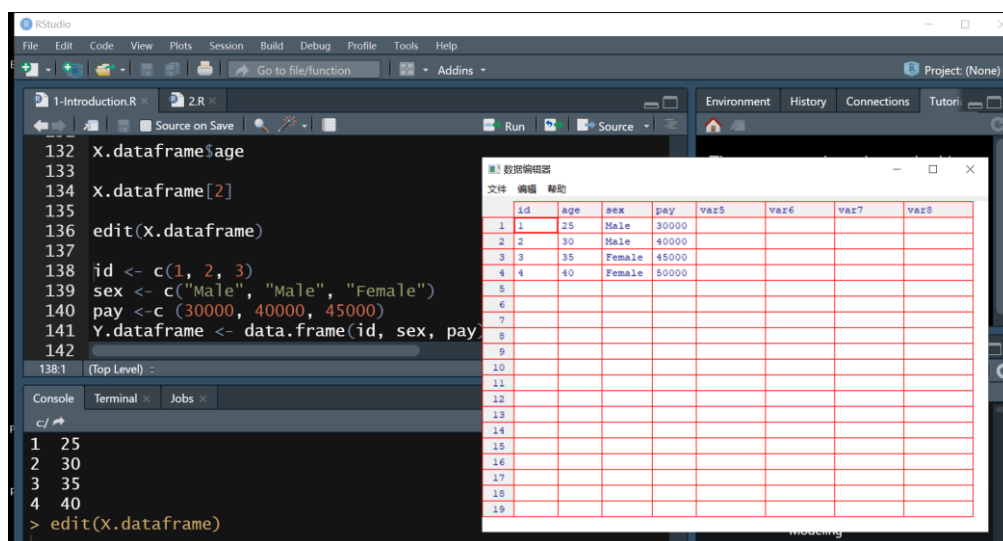 RStudio
File Edit Code View Plots Session Build Debug Profile Tools Help
Go to file/function Addins Project: (None)
1-Introduction.R 2.R
Environment History Connections Tutori
Source on Save Run Source
132 X.dataframe$age
133
134 X.dataframe[2]
135
136 edit(X.dataframe)
137
138 id <- c(1, 2, 3)
139 sex <- c("Male", "Male", "Female")
140 pay <-c (30000, 40000, 45000)
141 Y.dataframe <- data.frame(id, sex, pay)
142
138:1 (Top Level)
Console Terminal Jobs
c:/
1 25
2 30
3 35
4 40
> edit(X.dataframe)
数据编辑器
文件 编辑 帮助
id age sex pay var5 var6 var7 var8
1 1 25 Male 30000
2 2 30 Male 40000
3 3 35 Female 45000
4 4 40 Female 50000
5
6
7
8
9
10
11
12
13
14
15
16
17
18
19
Modeling